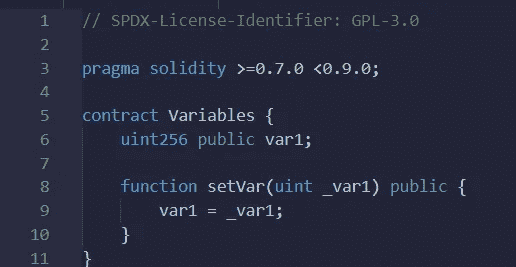 1 // SPDX-License-Identifier: GPL-3.0
2
3 pragma solidity >=0.7.0 <0.9.0;
4
5 contract Variables {
6     uint256 public var1;
7
8     function setVar(uint _var1) public {
9         var1 = _var1;
10     }
11 }